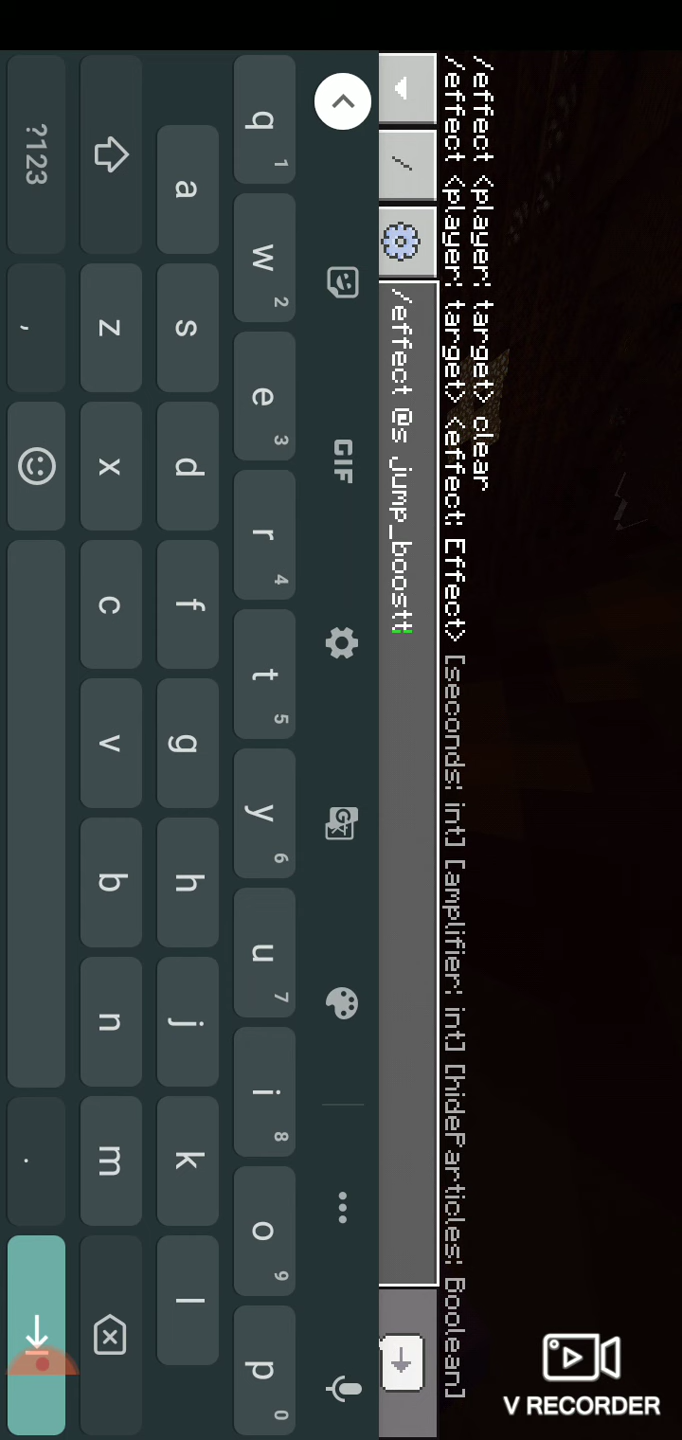 V RECORDER
/effect <player: target> clear
/effect <player: target> <effect: Effect> [seconds: int] [amplifier: int] [hideParticles: Boolean]
/ /effect @s jump_boostt
GIF
q 1 w 2 e 3 r 4 t 5 y 6 u 7 i 8 o 9 p 0
a s d f g h j k l
z x c v b n m
?123 , .